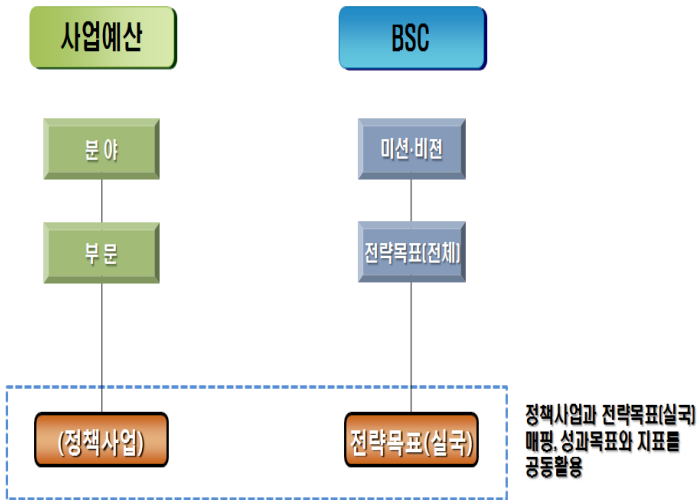 사업예산
BSC
분 야
미션·비젼
부 문
전략목표(전체)
(정책사업)
전략목표(실국)
정책사업과 전략목표(실국)
매핑, 성과목표와 지표를
공동활용